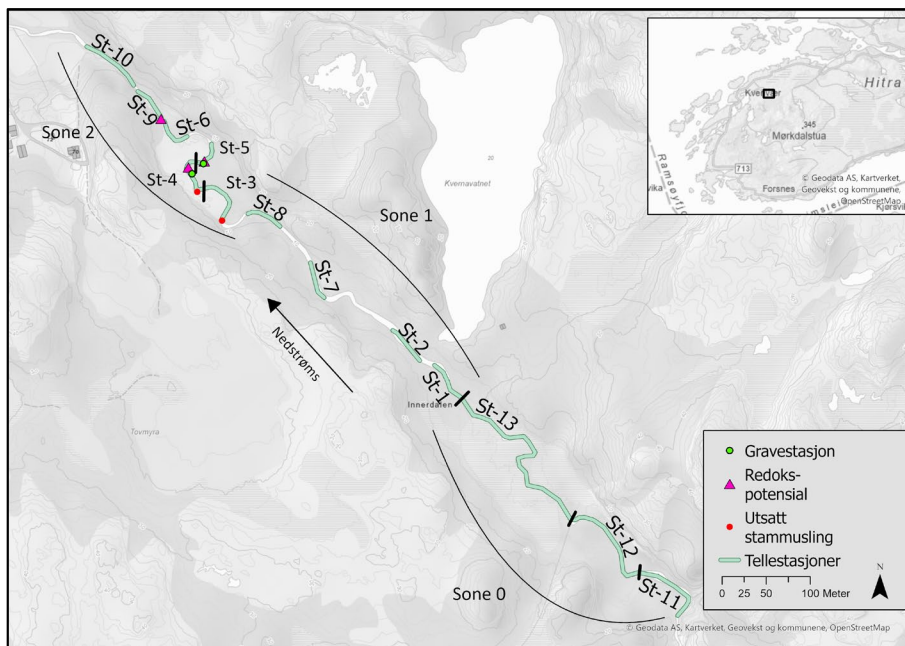 St-10
St-9
St-6
St-5
Sone 2
St-4
St-3
St-8
Sone 1
St-7
Kvernavatnet
20
St-2
Nedstrøms
St-1
Innerdalen
St-13
Tovmyra
St-12
Sone 0
St-11
Hitra
345
Mørkdalstua
713
Forsnes
© Geodata AS, Kartverket,
Geovekst og kommunene,
OpenStreetMap
Gravestasjon
Redoks-
potensial
Utsatt
stammusling
Tellestasjoner
0 25 50 100 Meter
N
© Geodata AS, Kartverket, Geovekst og kommunene, OpenStreetMap